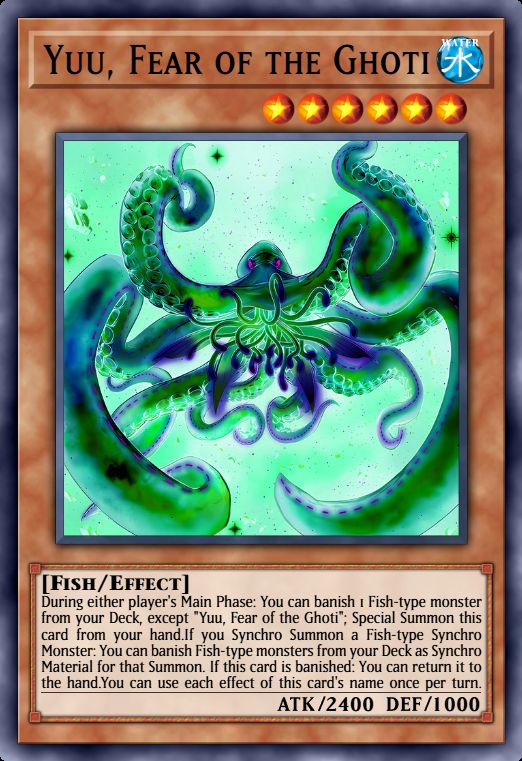 YUU, FEAR OF THE GHOTI
WATER
水
[FISH/EFFECT]
During either player's Main Phase: You can banish 1 Fish-type monster
from your Deck, except "Yuu, Fear of the Ghoti"; Special Summon this
card from your hand.If you Synchro Summon a Fish-type Synchro
Monster: You can banish Fish-type monsters from your Deck as Synchro
Material for that Summon. If this card is banished: You can return it to
the hand.You can use each effect of this card's name once per turn.
ATK/2400 DEF/1000